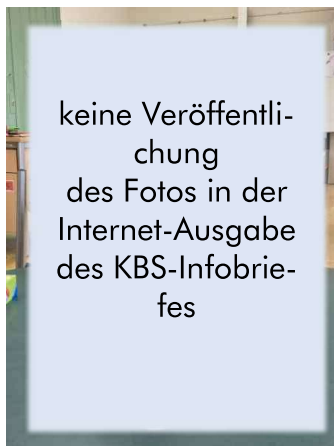 keine Veröffentli-
chung
des Fotos in der
Internet-Ausgabe
des KBS-Infobrie-
fes